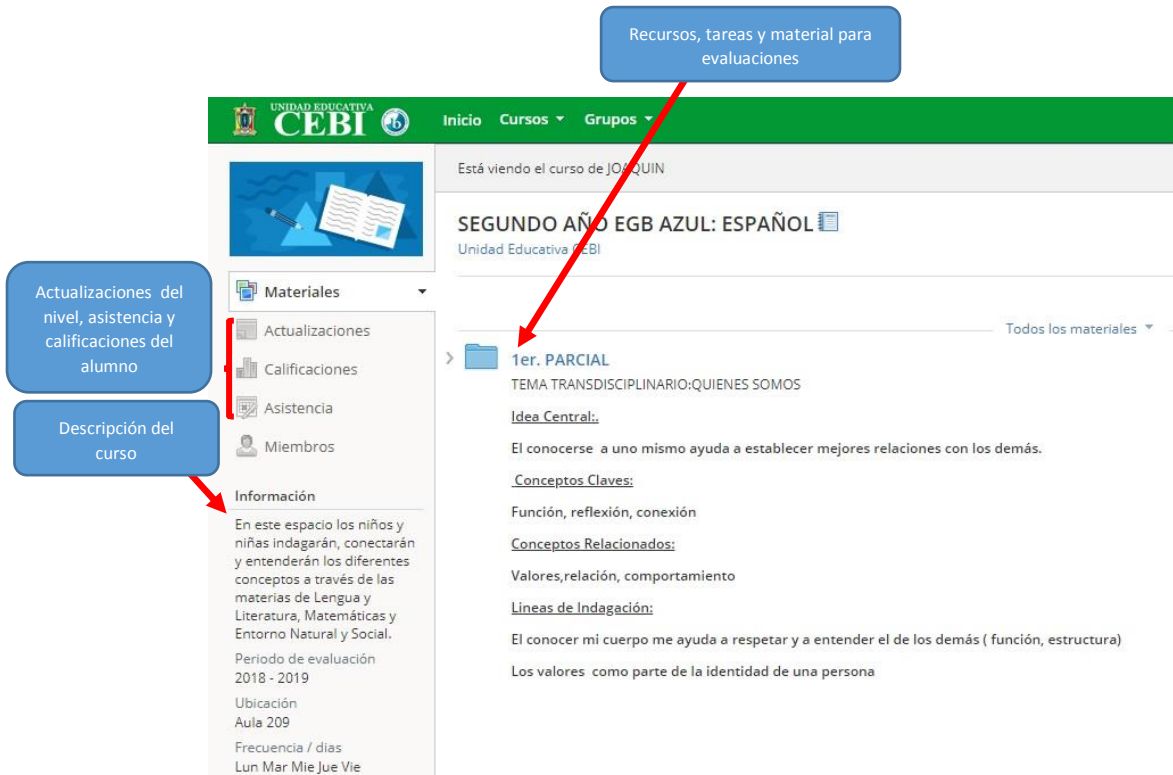 Recursos, tareas y material para
evaluaciones
UNIDAD EDUCATIVA
CEBI
Inicio Cursos Grupos
Está viendo el curso de JOAQUIN
SEGUNDO AÑO EGB AZUL: ESPAÑOL
Unidad Educativa CEBI
Actualizaciones del
nivel, asistencia y
calificaciones del
alumno
Descripción del
curso
Materiales
Actualizaciones
Calificaciones
Asistencia
Miembros
Información
En este espacio los niños y
niñas indagarán, conectarán
y entenderán los diferentes
conceptos a través de las
materias de Lengua y
Literatura, Matemáticas y
Entorno Natural y Social.
Periodo de evaluación
2018 - 2019
Ubicación
Aula 209
Frecuencia / dias
Lun Mar Mie Jue Vie
Todos los materiales
1er. PARCIAL
TEMA TRANSDISCIPLINARIO:QUIENES SOMOS
Idea Central:.
El conocerse a uno mismo ayuda a establecer mejores relaciones con los demás.
Conceptos Claves:
Función, reflexión, conexión
Conceptos Relacionados:
Valores,relación, comportamiento
Lineas de Indagación:
El conocer mi cuerpo me ayuda a respetar y a entender el de los demás ( función, estructura)
Los valores como parte de la identidad de una persona